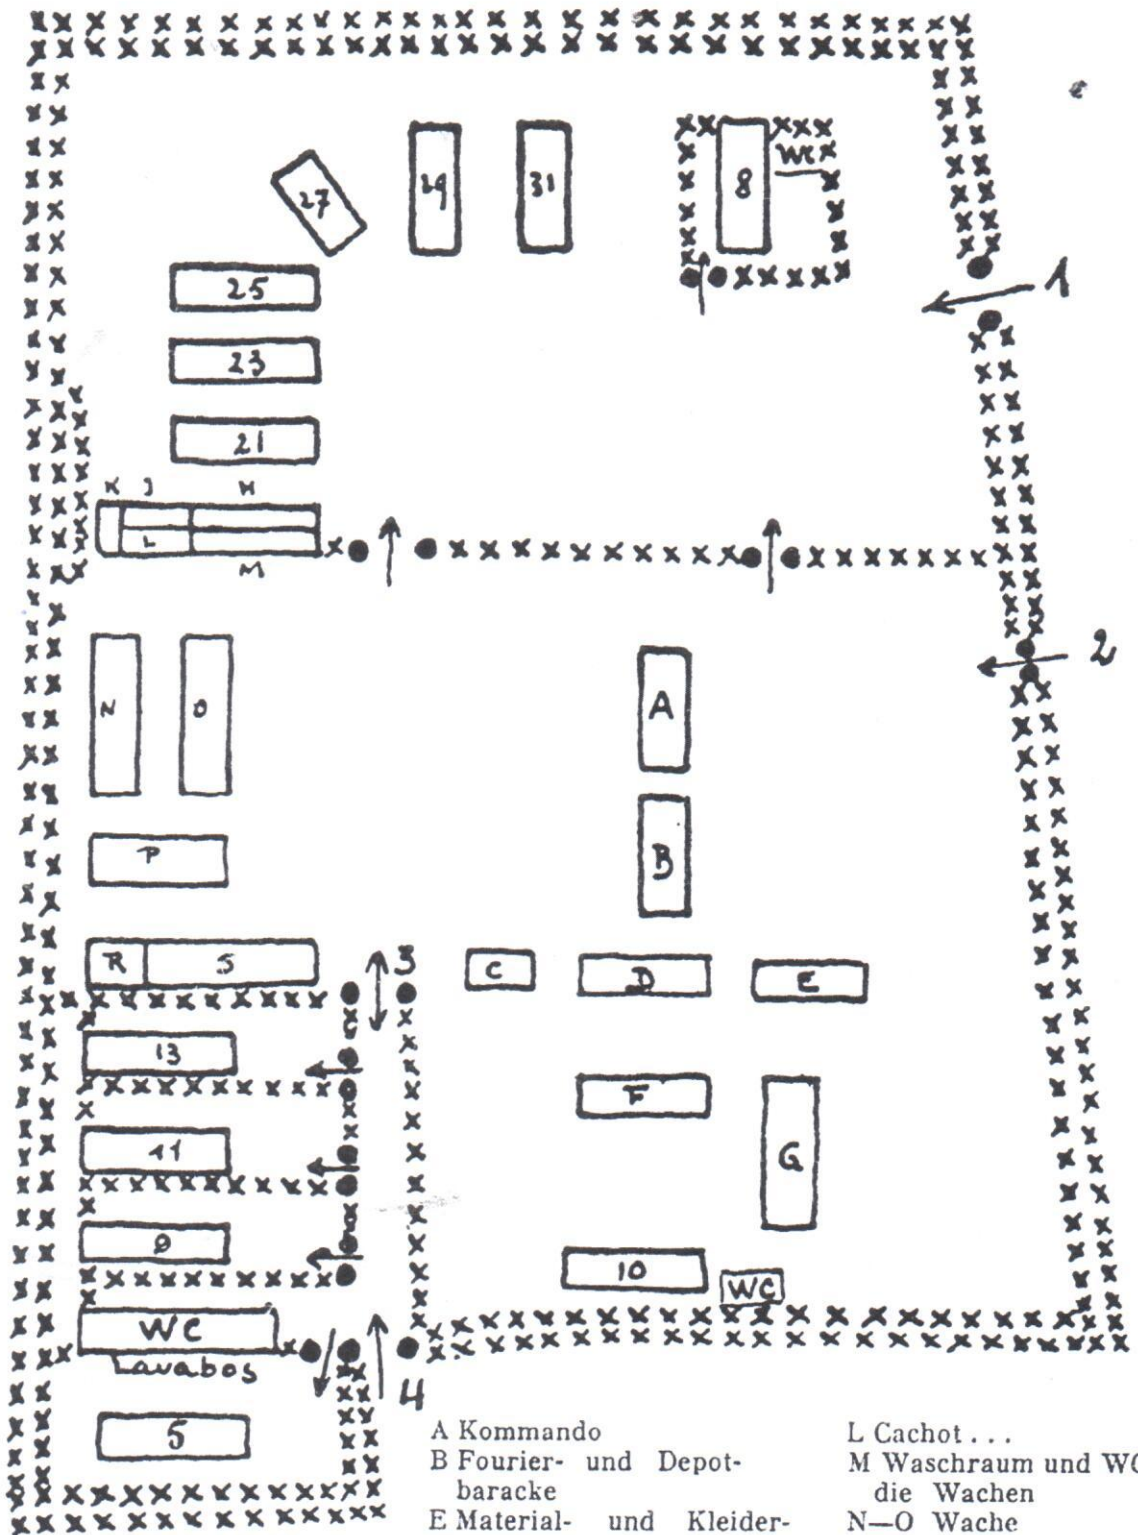 27
29
31
8
WC
1
25
23
21
K J H
L
M
2
N O
A
P
B
R S
3
C D E
13
F
11
G
9
10
WC
WC
Lavabos
4
5
A Kommando
B Fourier- und Depot-
baracke
E Material- und Kleider-
L Cachot . . .
M Waschraum und WC
die Wachen
N—O Wache